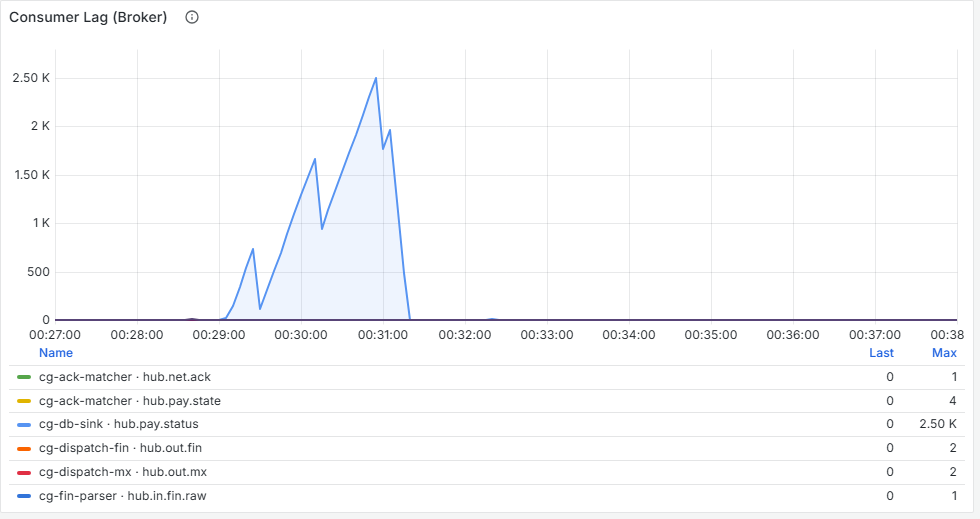 Consumer Lag (Broker)
2.50 K
2 K
1.50 K
1 K
500
0
00:27:00 00:28:00 00:29:00 00:30:00 00:31:00 00:32:00 00:33:00 00:34:00 00:35:00 00:36:00 00:37:00 00:38
Name Last Max
cg-ack-matcher · hub.net.ack 0 1
cg-ack-matcher · hub.pay.state 0 4
cg-db-sink · hub.pay.status 0 2.50 K
cg-dispatch-fin · hub.out.fin 0 2
cg-dispatch-mx · hub.out.mx 0 2
cg-fin-parser · hub.in.fin.raw 0 1